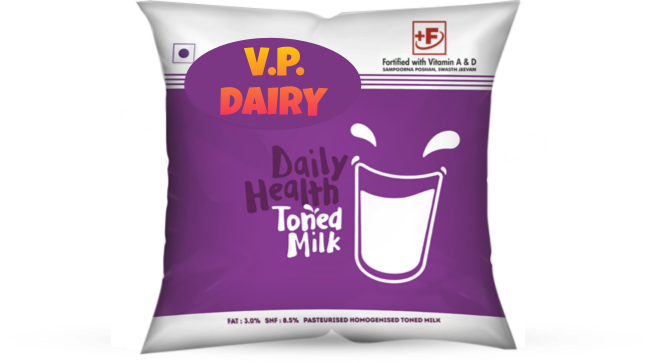 V.P.
DAIRY
+F
Fortified with Vitamin A & D
SAMPOORNA POSHAN, SWASTH JEEVAN
Daily
Health
Toned
Milk
FAT : 3.0% SNF : 8.5% PASTEURISED HOMOGENISED TONED MILK